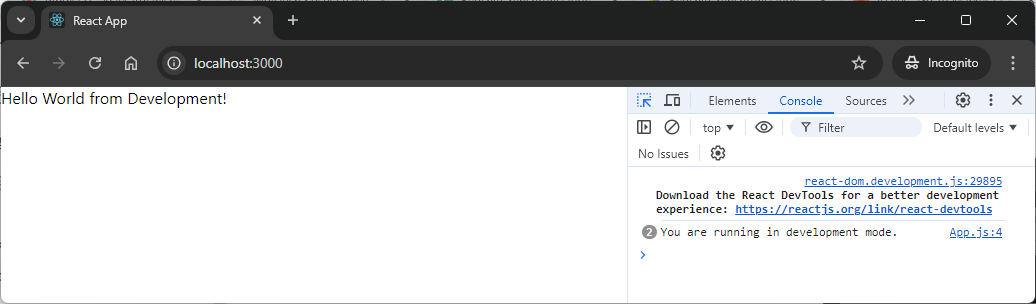 React App
localhost:3000
Incognito
Hello World from Development!
Elements Console Sources
top Filter Default levels
No Issues
react-dom.development.js:29895
Download the React DevTools for a better development
experience: https://reactjs.org/link/react-devtools
2 You are running in development mode. App.js:4